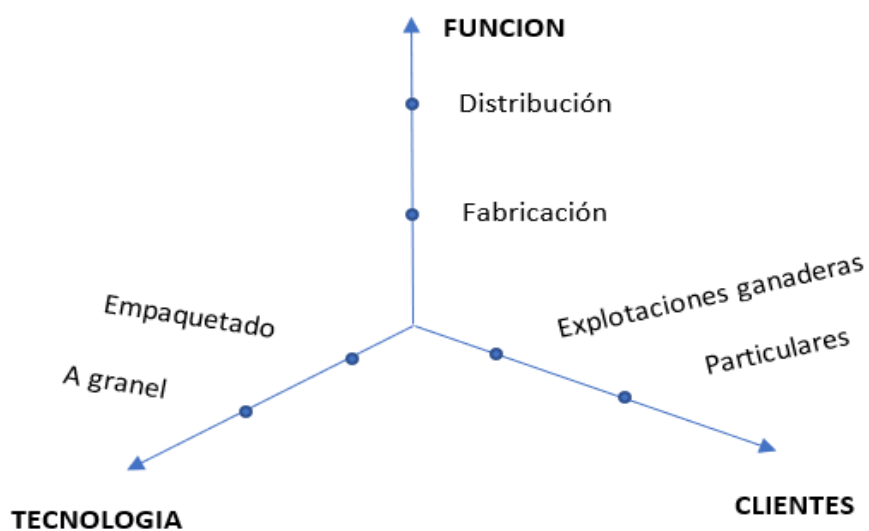 FUNCION
Distribución
Fabricación
Explotaciones ganaderas
Particulares
Empaquetado
A granel
TECNOLOGIA
CLIENTES